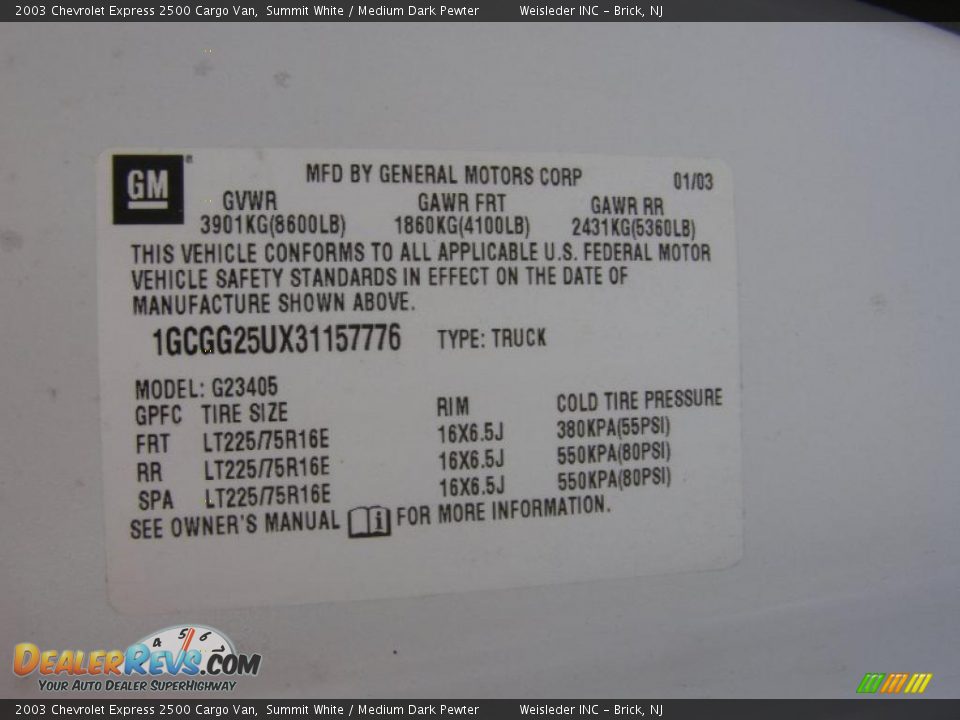 2003 Chevrolet Express 2500 Cargo Van, Summit White / Medium Dark Pewter Weisleder INC - Brick, NJ
GM® MFD BY GENERAL MOTORS CORP 01/03
GVWR GAWR FRT GAWR RR
3901KG(8600LB) 1860KG(4100LB) 2431KG(5360LB)
THIS VEHICLE CONFORMS TO ALL APPLICABLE U.S. FEDERAL MOTOR
VEHICLE SAFETY STANDARDS IN EFFECT ON THE DATE OF
MANUFACTURE SHOWN ABOVE.
1GCGG25UX31157776 TYPE: TRUCK
MODEL: G23405
GPFC TIRE SIZE RIM COLD TIRE PRESSURE
FRT LT225/75R16E 16X6.5J 380KPA(55PSI)
RR LT225/75R16E 16X6.5J 550KPA(80PSI)
SPA LT225/75R16E 16X6.5J 550KPA(80PSI)
SEE OWNER'S MANUAL i FOR MORE INFORMATION.
4 5 6
DealerRevs.com
Your Auto Dealer SuperHighway
2003 Chevrolet Express 2500 Cargo Van, Summit White / Medium Dark Pewter Weisleder INC - Brick, NJ